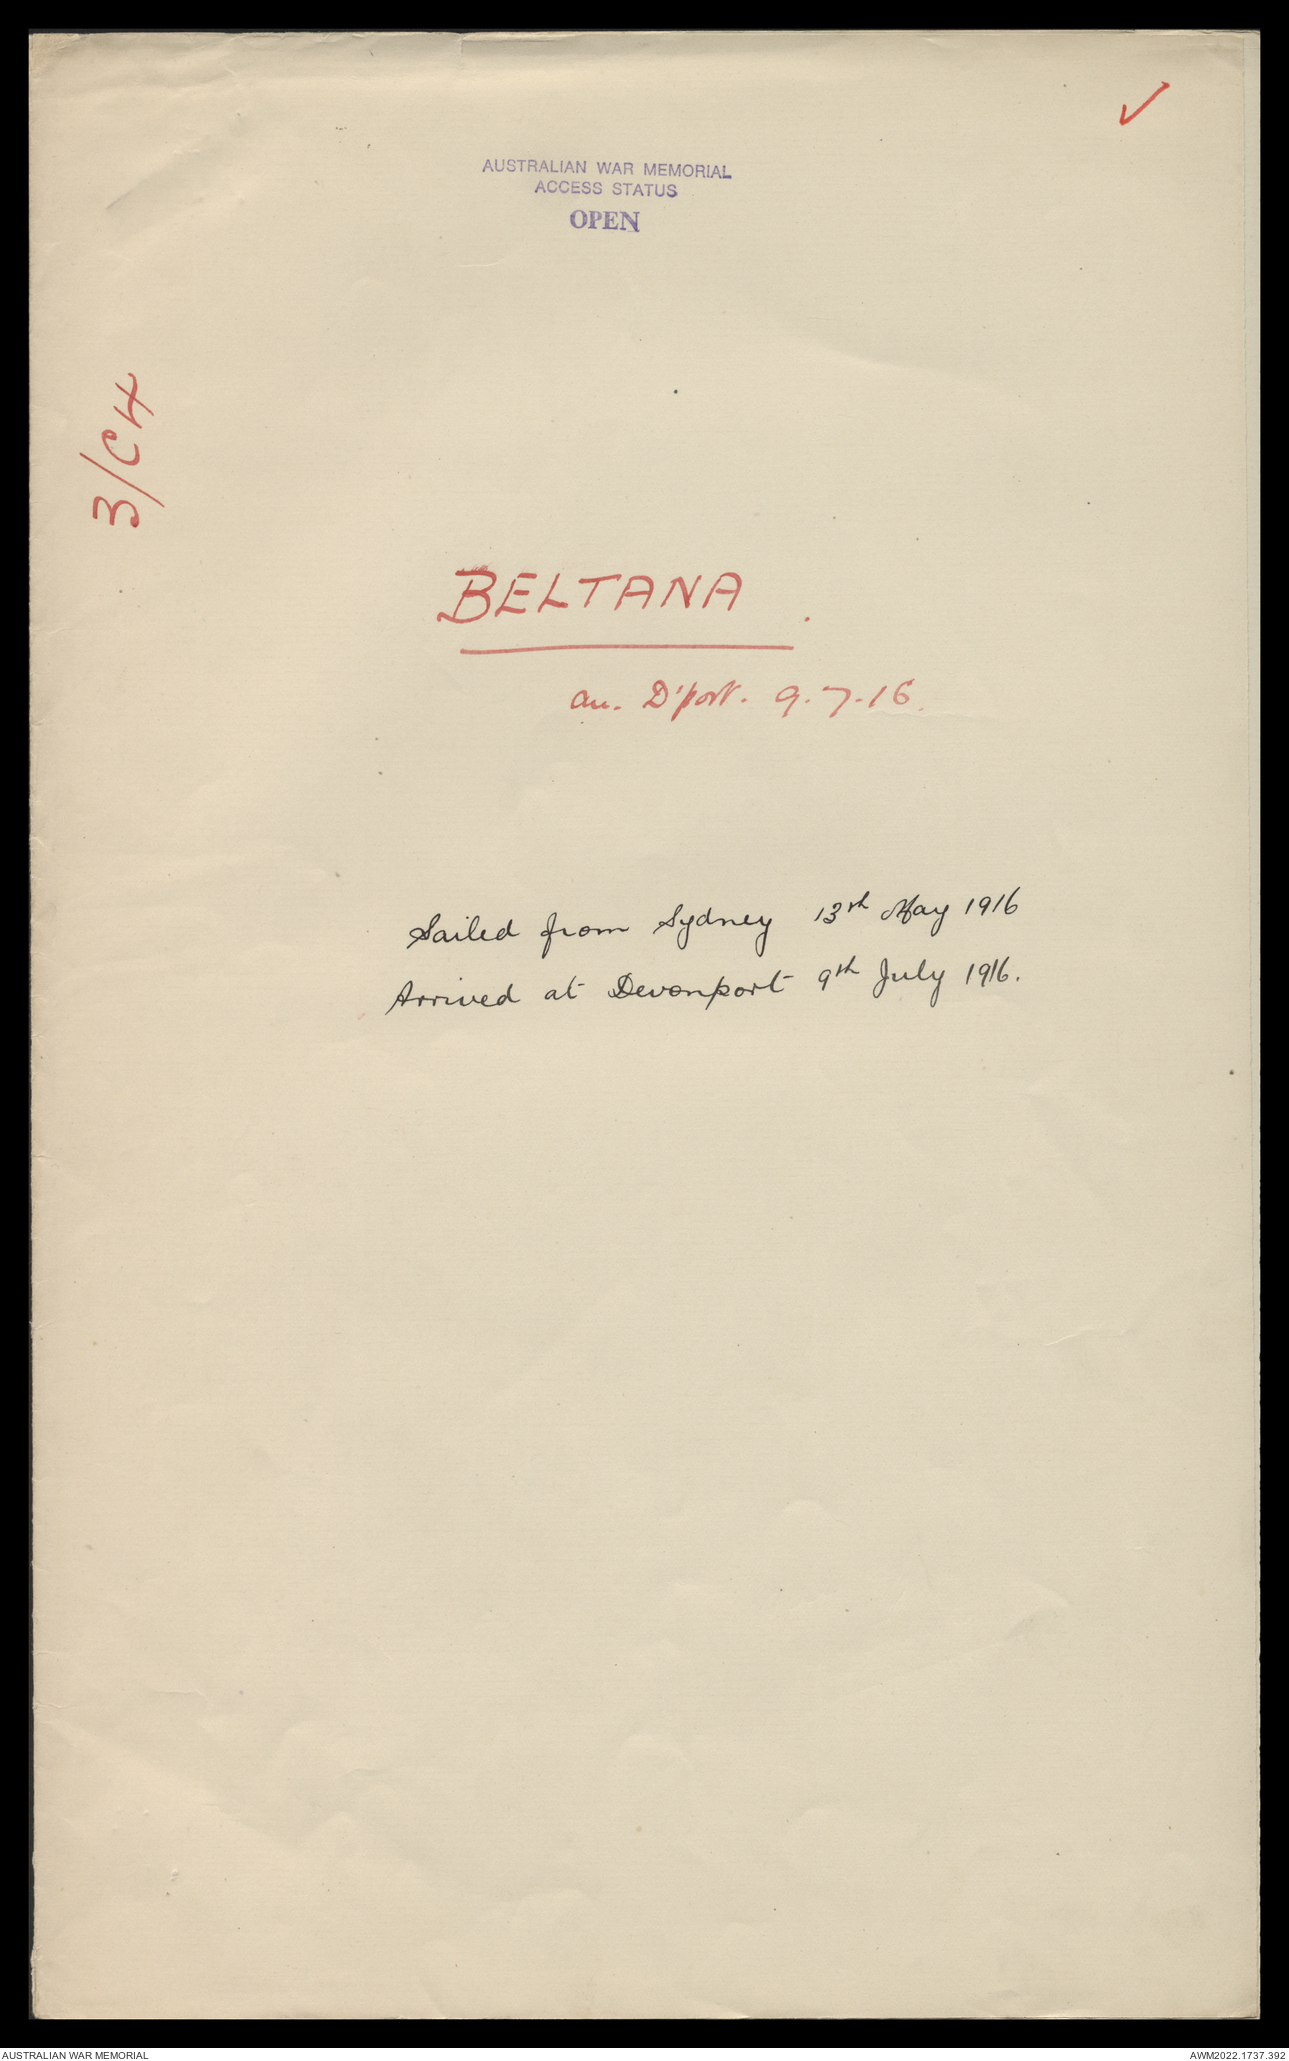 AUSTRALIAN WAR MEMORIAL
ACCESS STATUS
OPEN
3/CH
BELTANA.
arr. D'port. 9.7.16.
Sailed from Sydney 13th May 1916
Arrived at Devonport 9th July 1916.
AUSTRALIAN WAR MEMORIAL
AWM2022.1737.392